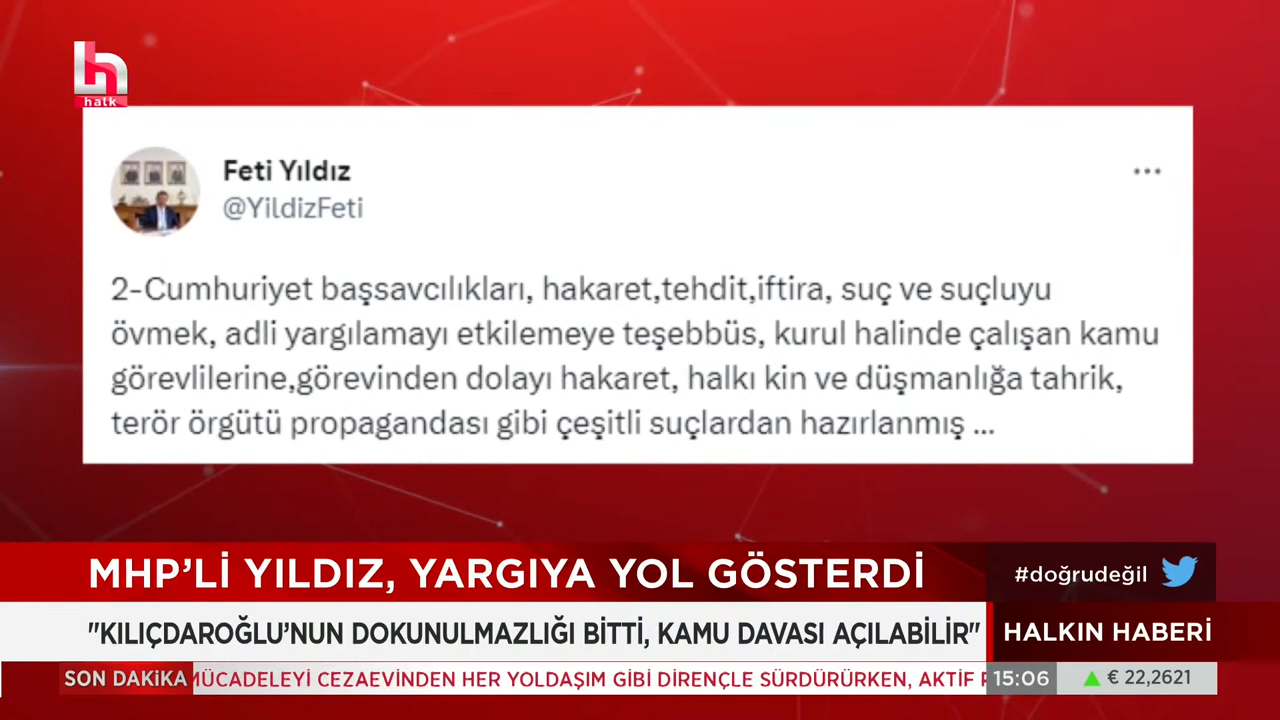 h
halk
Feti Yıldız
@YildizFeti
2-Cumhuriyet başsavcılıkları, hakaret,tehdit,iftira, suç ve suçluyu
övmek, adli yargılamayı etkilemeye teşebbüs, kurul halinde çalışan kamu
görevlilerine,görevinden dolayı hakaret, halkı kin ve düşmanlığa tahrik,
terör örgütü propagandası gibi çeşitli suçlardan hazırlanmış ...
MHP’Lİ YILDIZ, YARGIYA YOL GÖSTERDİ
#doğrudeğil
"KILIÇDAROĞLU’NUN DOKUNULMAZLIĞI BİTTİ, KAMU DAVASI AÇILABİLİR"
HALKIN HABERİ
SON DAKİKA MÜCADELEYİ CEZAEVİNDEN HER YOLDAŞIM GİBİ DİRENÇLE SÜRDÜRÜRKEN, AKTİF 15:06 € 22,2621